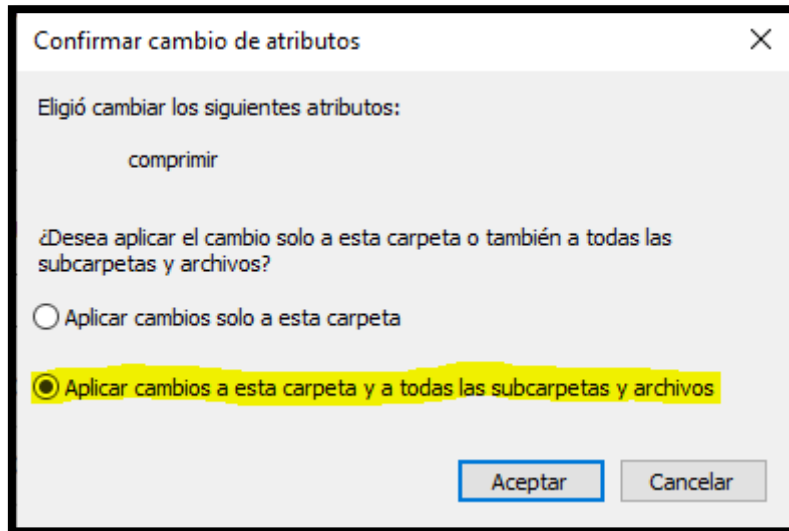 Confirmar cambio de atributos
Eligió cambiar los siguientes atributos:
comprimir
¿Desea aplicar el cambio solo a esta carpeta o también a todas las
subcarpetas y archivos?
Aplicar cambios solo a esta carpeta
Aplicar cambios a esta carpeta y a todas las subcarpetas y archivos
Aceptar Cancelar